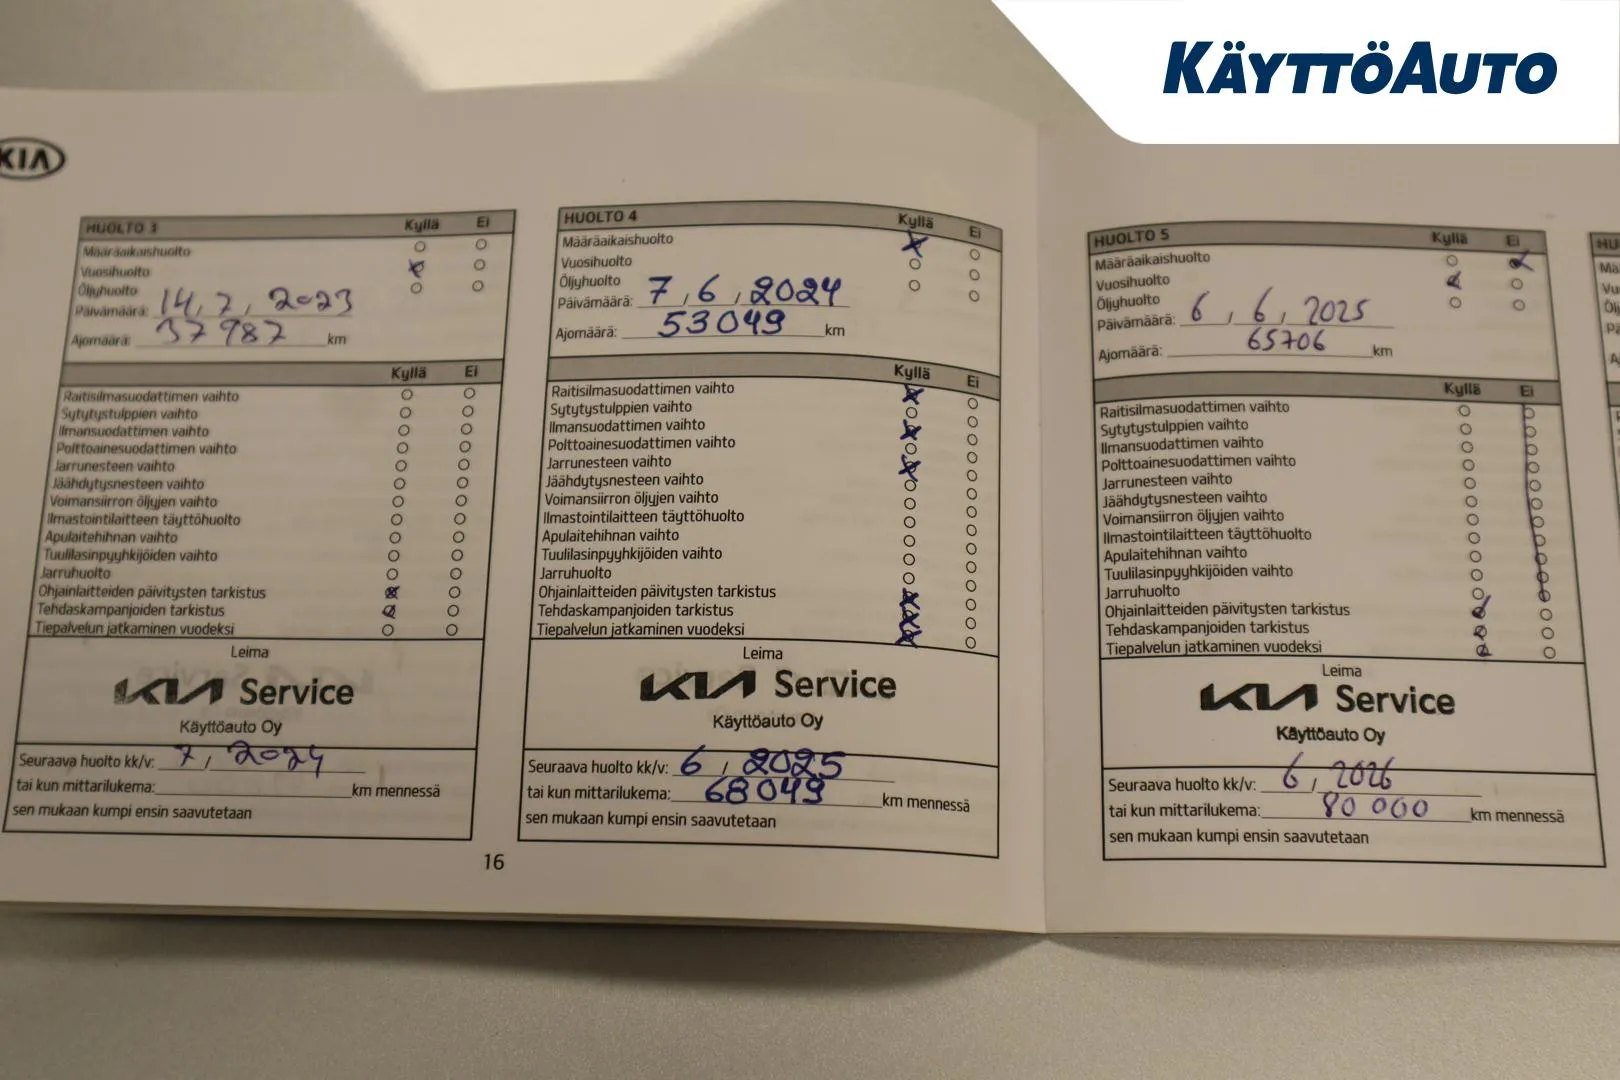 KÄYTTÖAUTO
KIA
HUOLTO 3 Kyllä Ei
Määräaikaishuolto
Vuosihuolto
Öljyhuolto
Päivämäärä: 14, 7, 2023
Ajomäärä: 37987 km
Kyllä Ei
Raitisilmasuodattimen vaihto
Sytytystulppien vaihto
Ilmansuodattimen vaihto
Polttoainesuodattimen vaihto
Jarrunesteen vaihto
Jäähdytysnesteen vaihto
Voimansiirron öljyjen vaihto
Ilmastointilaitteen täyttöhuolto
Apulaitehihnan vaihto
Tuulilasinpyyhkijöiden vaihto
Jarruhuolto
Ohjainlaitteiden päivitysten tarkistus
Tehdaskampanjoiden tarkistus
Tiepalvelun jatkaminen vuodeksi
Leima
KIA Service
Käyttöauto Oy
Seuraava huolto kk/v: 7, 2024
tai kun mittarilukema: km mennessä
sen mukaan kumpi ensin saavutetaan
HUOLTO 4 Kyllä Ei
Määräaikaishuolto
Vuosihuolto
Öljyhuolto
Päivämäärä: 7, 6, 2024
Ajomäärä: 53049 km
Kyllä Ei
Raitisilmasuodattimen vaihto
Sytytystulppien vaihto
Ilmansuodattimen vaihto
Polttoainesuodattimen vaihto
Jarrunesteen vaihto
Jäähdytysnesteen vaihto
Voimansiirron öljyjen vaihto
Ilmastointilaitteen täyttöhuolto
Apulaitehihnan vaihto
Tuulilasinpyyhkijöiden vaihto
Jarruhuolto
Ohjainlaitteiden päivitysten tarkistus
Tehdaskampanjoiden tarkistus
Tiepalvelun jatkaminen vuodeksi
Leima
KIA Service
Käyttöauto Oy
Seuraava huolto kk/v: 6, 2025
tai kun mittarilukema: 68049 km mennessä
sen mukaan kumpi ensin saavutetaan
16
HUOLTO 5 Kyllä Ei
Määräaikaishuolto
Vuosihuolto
Öljyhuolto
Päivämäärä: 6, 6, 2025
Ajomäärä: 65706 km
Kyllä Ei
Raitisilmasuodattimen vaihto
Sytytystulppien vaihto
Ilmansuodattimen vaihto
Polttoainesuodattimen vaihto
Jarrunesteen vaihto
Jäähdytysnesteen vaihto
Voimansiirron öljyjen vaihto
Ilmastointilaitteen täyttöhuolto
Apulaitehihnan vaihto
Tuulilasinpyyhkijöiden vaihto
Jarruhuolto
Ohjainlaitteiden päivitysten tarkistus
Tehdaskampanjoiden tarkistus
Tiepalvelun jatkaminen vuodeksi
Leima
KIA Service
Käyttöauto Oy
Seuraava huolto kk/v: 6, 2026
tai kun mittarilukema: 80 000 km mennessä
sen mukaan kumpi ensin saavutetaan